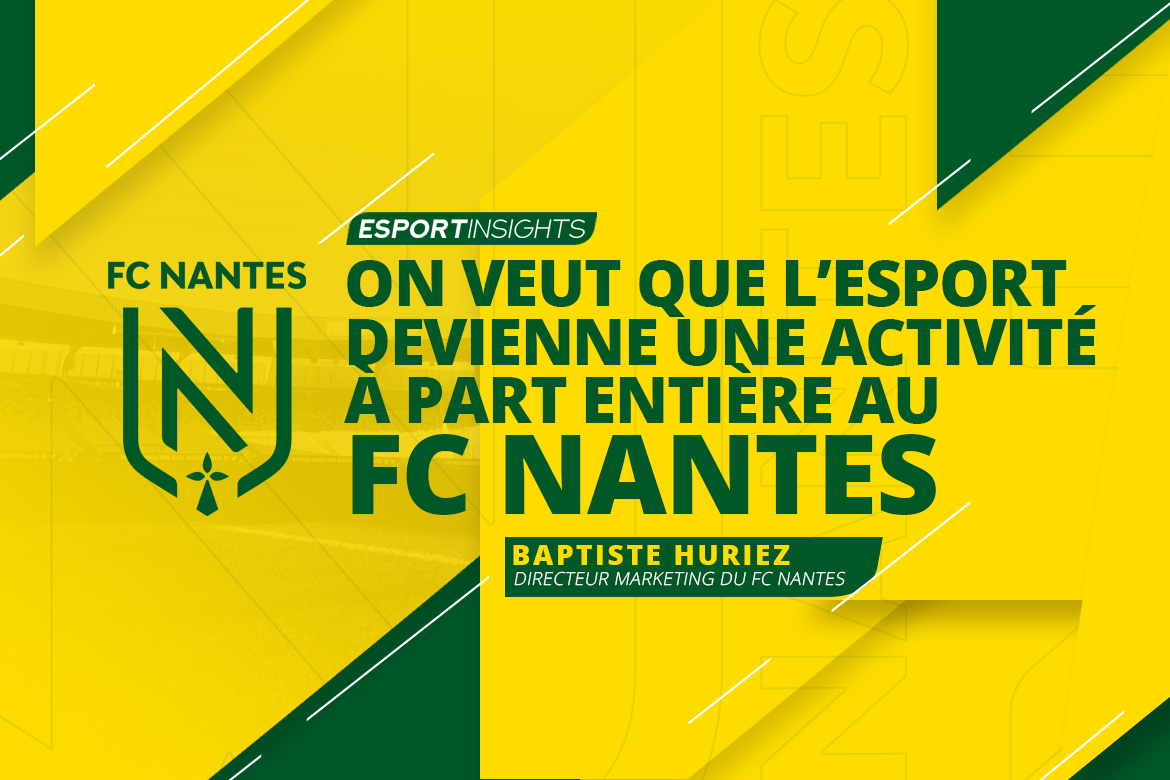 ESPORTINSIGHTS
FC NANTES
ON VEUT QUE L’ESPORT
DEVIENNE UNE ACTIVITÉ
À PART ENTIÈRE AU
FC NANTES
BAPTISTE HURIEZ
DIRECTEUR MARKETING DU FC NANTES
NANTES